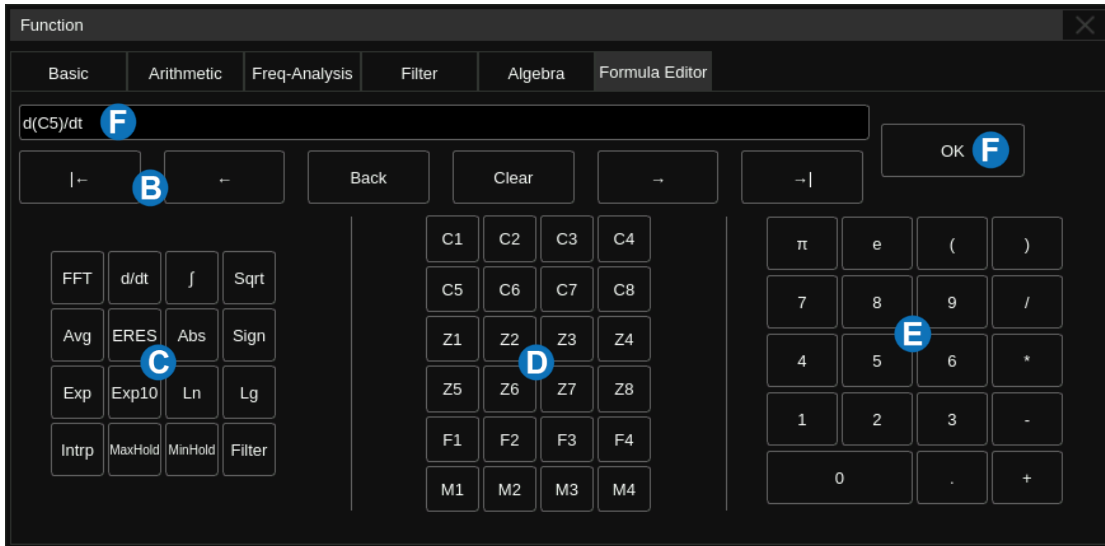 Function
Basic Arithmetic Freq-Analysis Filter Algebra Formula Editor
d(C5)/dt F
OK F
|← B ← Back Clear → →|
C1 C2 C3 C4
π e ( )
FFT d/dt ∫ Sqrt
C5 C6 C7 C8
7 8 9 /
Avg ERES Abs Sign
Z1 Z2 Z3 Z4
E
C
D
4 5 6 *
Exp Exp10 Ln Lg
Z5 Z6 Z7 Z8
1 2 3 -
Intrp MaxHold MinHold Filter
F1 F2 F3 F4
0 . +
M1 M2 M3 M4